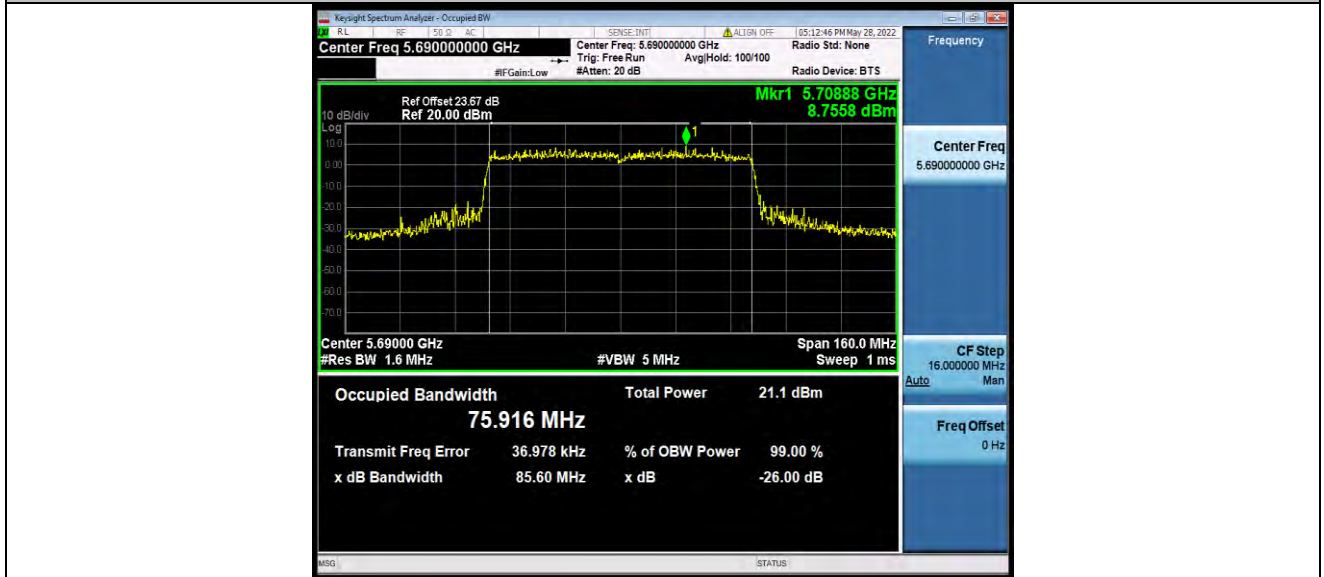 Keysight Spectrum Analyzer - Occupied BW
RL RF 50 Ω AC SENSE:INT ALIGN OFF 05:12:46 PM May 28, 2022
Center Freq 5.690000000 GHz
Center Freq: 5.690000000 GHz
Radio Std: None
Trig: Free Run Avg|Hold: 100/100
#IFGain:Low #Atten: 20 dB Radio Device: BTS
Frequency
Mkr1 5.70888 GHz
8.7558 dBm
Ref Offset 23.67 dB
10 dB/div Ref 20.00 dBm
Log
1
10.0
0.00
-10.0
-20.0
-30.0
-40.0
-50.0
-60.0
-70.0
Center 5.69000 GHz Span 160.0 MHz
#Res BW 1.6 MHz #VBW 5 MHz Sweep 1 ms
Center Freq
5.690000000 GHz
CF Step
16.000000 MHz
Auto Man
Freq Offset
0 Hz
Occupied Bandwidth Total Power 21.1 dBm
75.916 MHz
Transmit Freq Error 36.978 kHz % of OBW Power 99.00 %
x dB Bandwidth 85.60 MHz x dB -26.00 dB
MSG STATUS